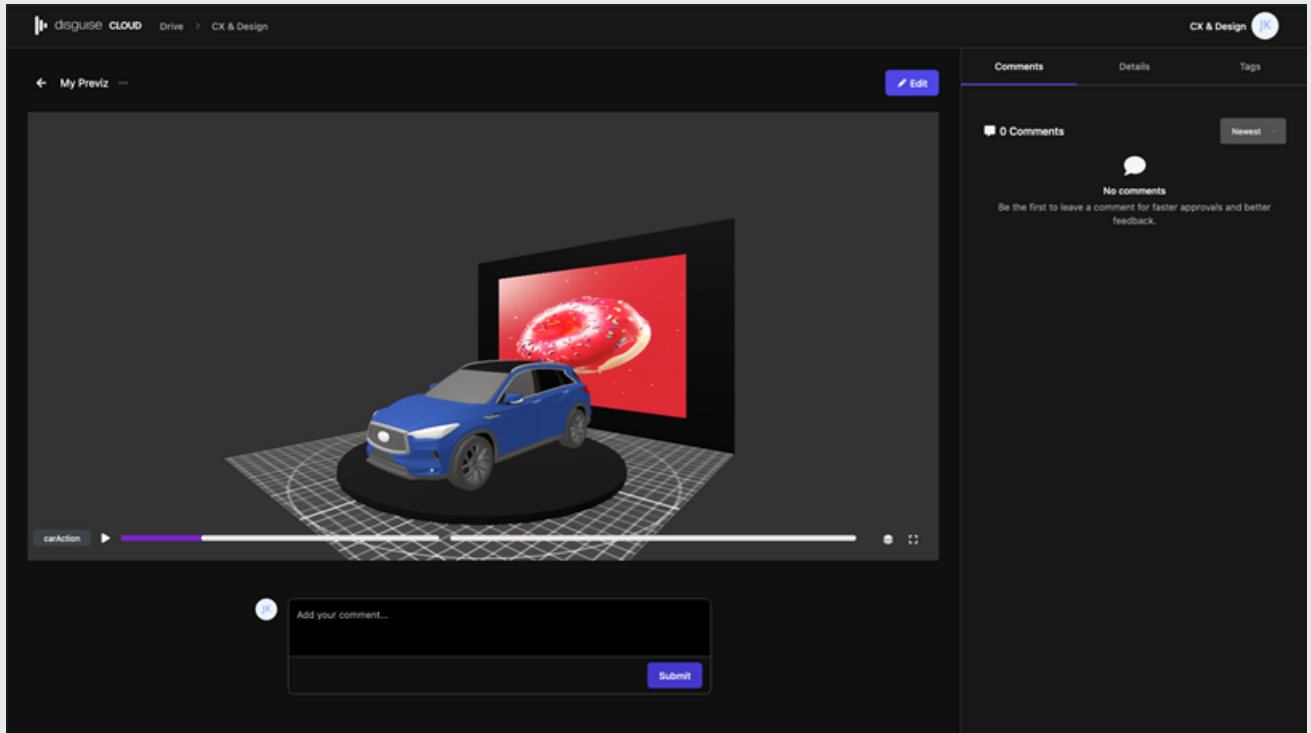 disguise CLOUD Drive > CX & Design
CX & Design JK
Comments Details Tags
← My Previz ···
Edit
0 Comments
Newest
No comments
Be the first to leave a comment for faster approvals and better
feedback.
carAction
JK
Add your comment...
Submit